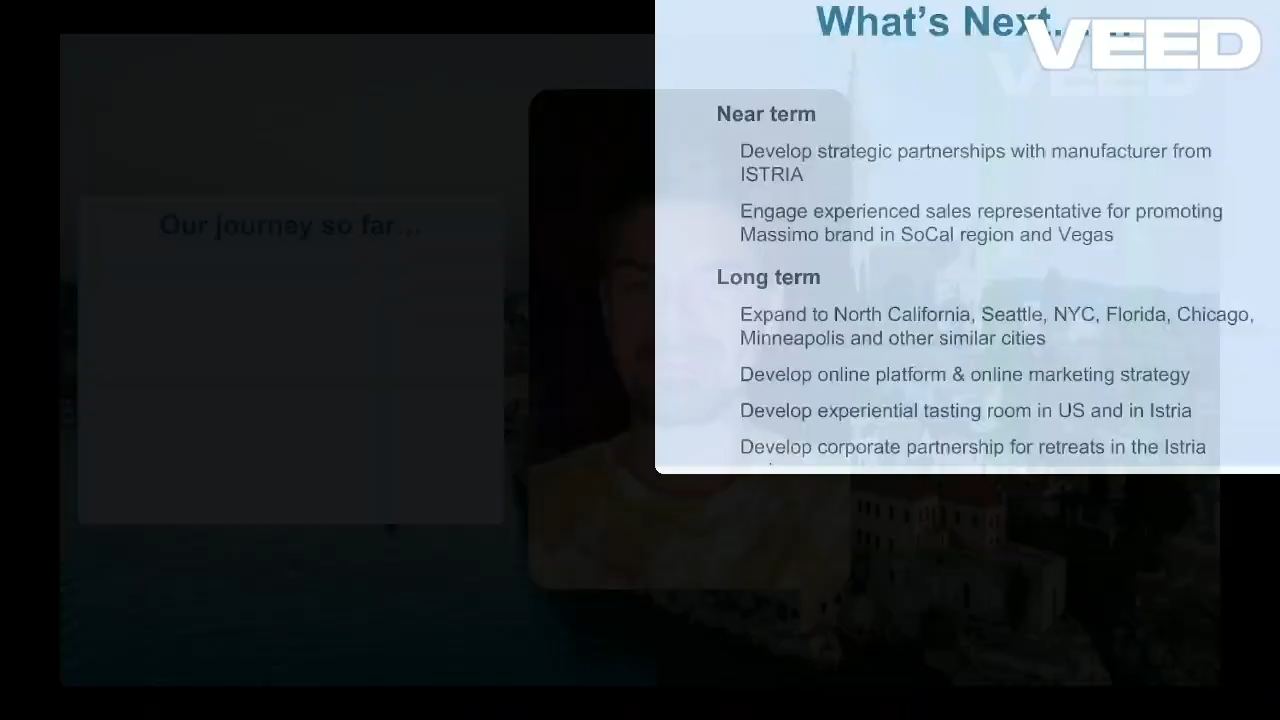 What's Next
VEED
VEED
Near term
Develop strategic partnerships with manufacturer from
ISTRIA
Engage experienced sales representative for promoting
Massimo brand in SoCal region and Vegas
Our journey so far...
Long term
Expand to North California, Seattle, NYC, Florida, Chicago,
Minneapolis and other similar cities
Develop online platform & online marketing strategy
Develop experiential tasting room in US and in Istria
Develop corporate partnership for retreats in the Istria